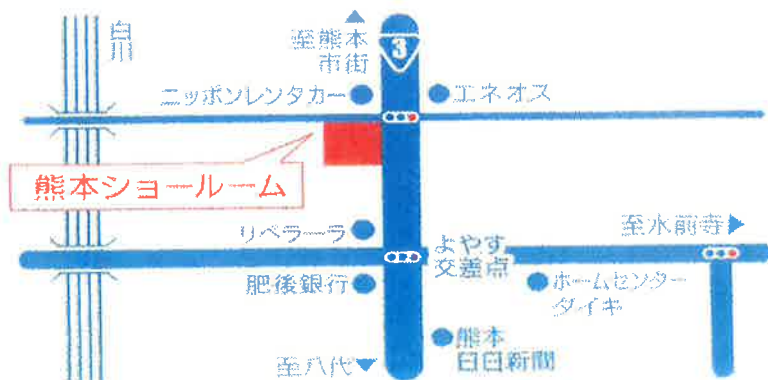 白川
至熊本
市街
3
ニッポンレンタカー
エネオス
熊本ショールーム
リベラーラ
よやす
交差点
至水前寺
肥後銀行
ホームセンター
ダイキ
熊本
日日新聞
至八代